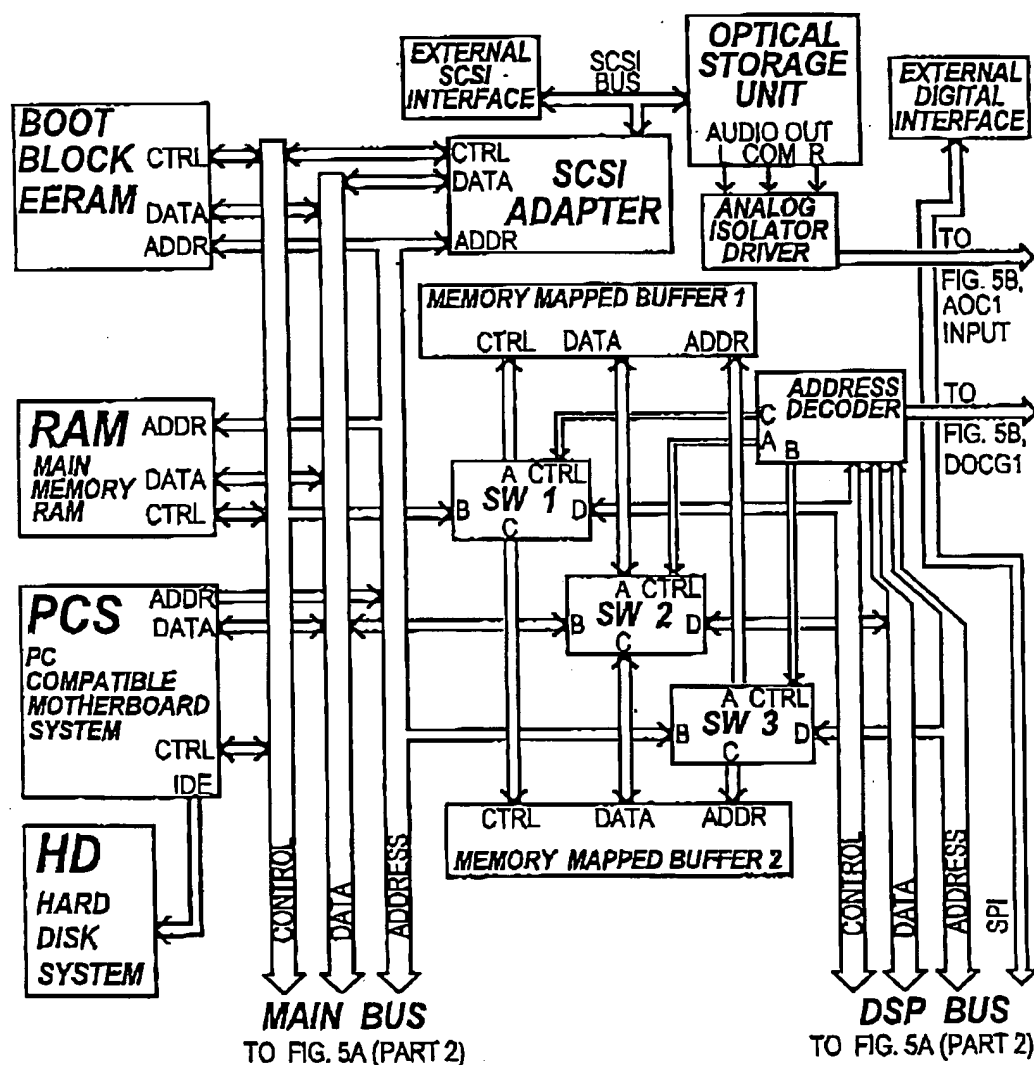 EXTERNAL
SCSI
INTERFACE
SCSI
BUS
OPTICAL
STORAGE
UNIT
AUDIO OUT
COM R
EXTERNAL
DIGITAL
INTERFACE
BOOT
BLOCK
EERAM
CTRL
DATA
ADDR
CTRL
DATA
ADDR
SCSI
ADAPTER
ANALOG
ISOLATOR
DRIVER
TO
FIG. 5B,
AOC1
INPUT
MEMORY MAPPED BUFFER 1
CTRL DATA ADDR
ADDRESS
DECODER
C
A
B
TO
FIG. 5B,
DOCG1
RAM
MAIN
MEMORY
RAM
ADDR
DATA
CTRL
A CTRL
SW 1
B D
C
A CTRL
SW 2
B D
C
A CTRL
SW 3
B D
C
PCS
PC
COMPATIBLE
MOTHERBOARD
SYSTEM
ADDR
DATA
CTRL
IDE
CTRL DATA ADDR
MEMORY MAPPED BUFFER 2
HD
HARD
DISK
SYSTEM
CONTROL
DATA
ADDRESS
CONTROL
DATA
ADDRESS
SPI
MAIN BUS
TO FIG. 5A (PART 2)
DSP BUS
TO FIG. 5A (PART 2)